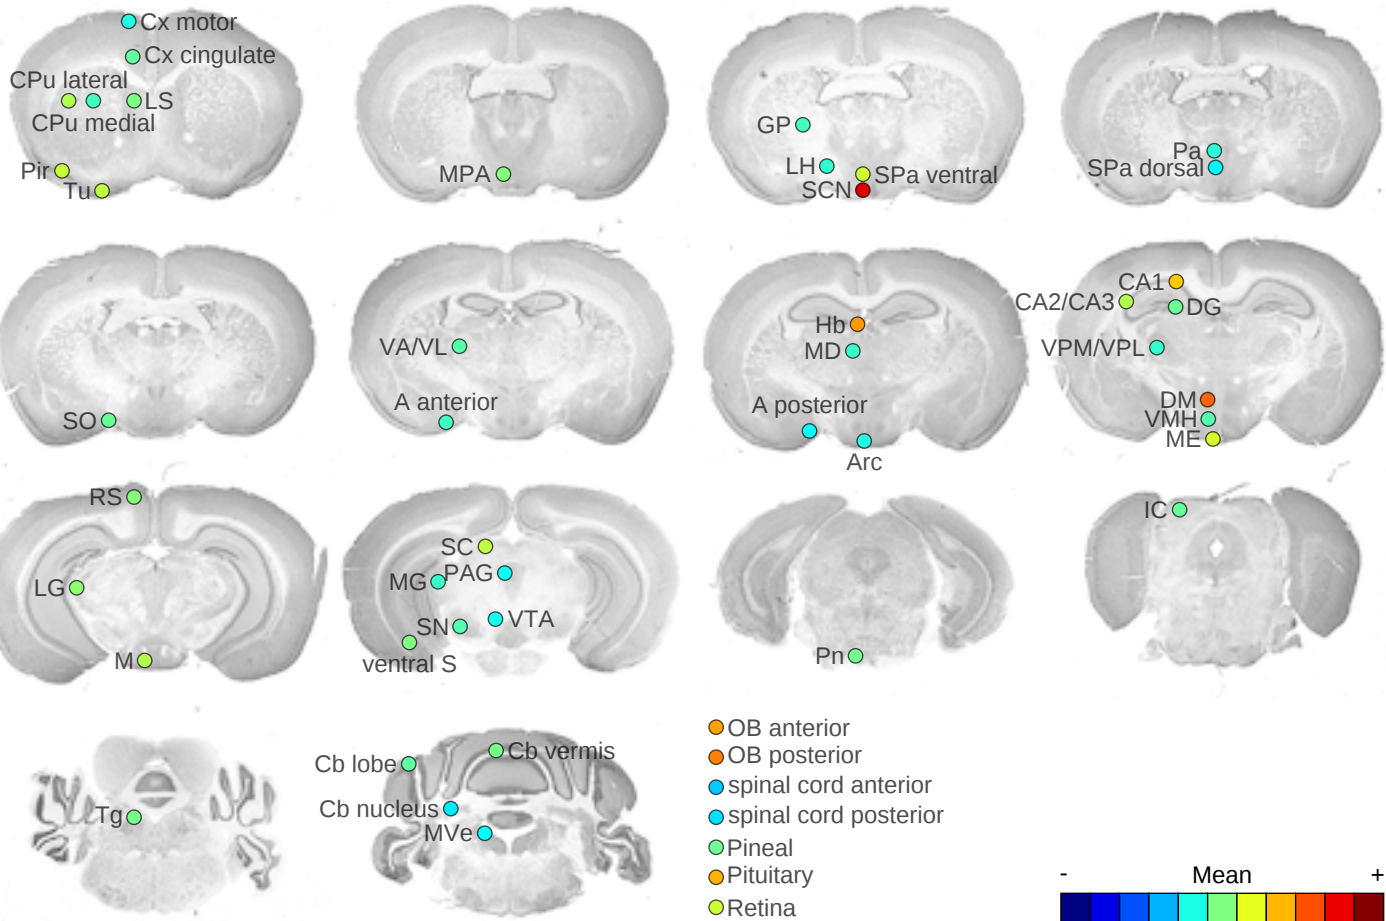 Cx motor
Cx cingulate
CPu lateral
LS
CPu medial
Pir
Tu
MPA
GP
LH
SPa ventral
SCN
Pa
SPa dorsal
SO
VA/VL
A anterior
Hb
MD
A posterior
Arc
CA1
CA2/CA3
DG
VPM/VPL
DM
VMH
ME
RS
LG
M
SC
PAG
MG
VTA
SN
ventral S
Pn
IC
Tg
Cb vermis
Cb lobe
Cb nucleus
MVe
OB anterior
OB posterior
spinal cord anterior
spinal cord posterior
Pineal
Pituitary
Retina
- Mean +